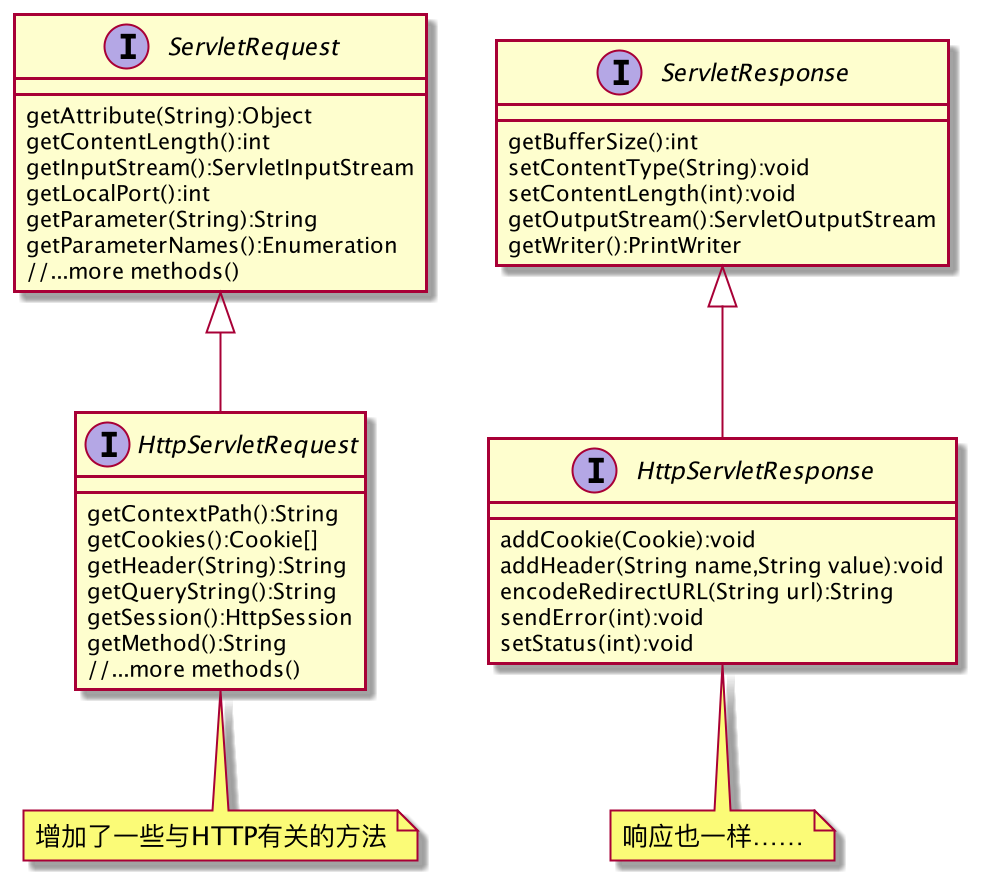 I ServletRequest
getAttribute(String):Object
getContentLength():int
getInputStream():ServletInputStream
getLocalPort():int
getParameter(String):String
getParameterNames():Enumeration
//...more methods()
I ServletResponse
getBufferSize():int
setContentType(String):void
setContentLength(int):void
getOutputStream():ServletOutputStream
getWriter():PrintWriter
I HttpServletRequest
getContextPath():String
getCookies():Cookie[]
getHeader(String):String
getQueryString():String
getSession():HttpSession
getMethod():String
//...more methods()
I HttpServletResponse
addCookie(Cookie):void
addHeader(String name,String value):void
encodeRedirectURL(String url):String
sendError(int):void
setStatus(int):void
增加了一些与HTTP有关的方法
响应也一样……